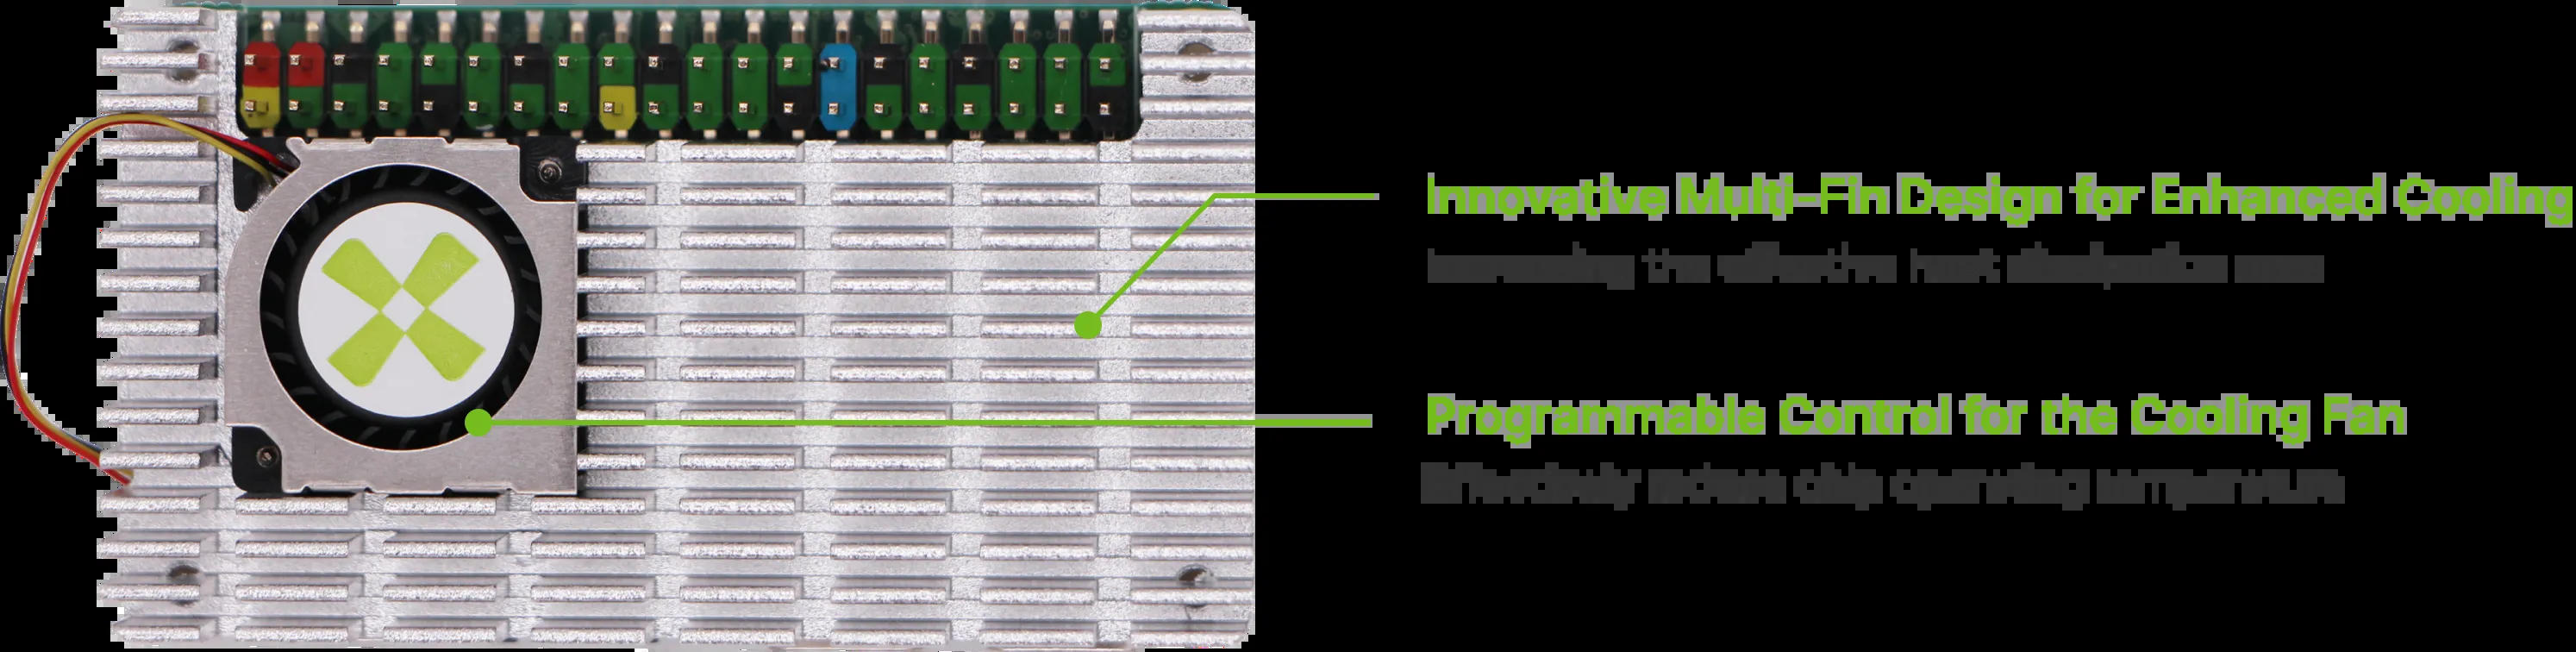 Innovative Multi-Fin Design for Enhanced Cooling
Increasing the effective heat dissipation area
Programmable Control for the Cooling Fan
Effectively reduce chip operating temperature